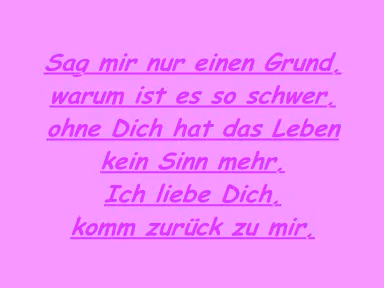 Sag mir nur einen Grund,
warum ist es so schwer,
ohne Dich hat das Leben
kein Sinn mehr,
Ich liebe Dich,
komm zurück zu mir,